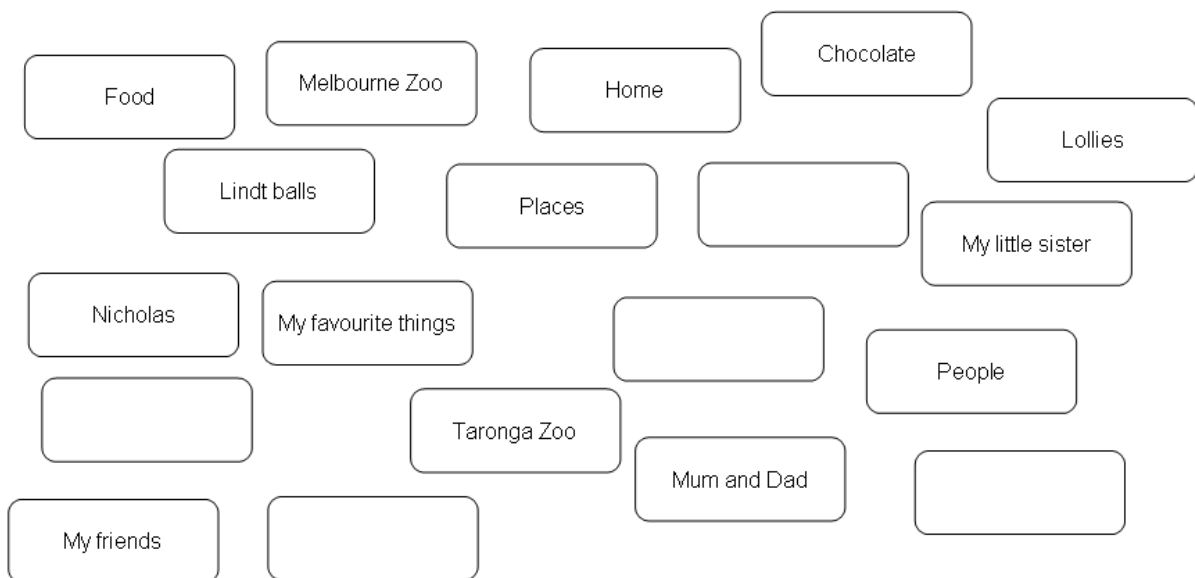 Food
Melbourne Zoo
Home
Chocolate
Lollies
Lindt balls
Places
My little sister
Nicholas
My favourite things
People
Taronga Zoo
Mum and Dad
My friends